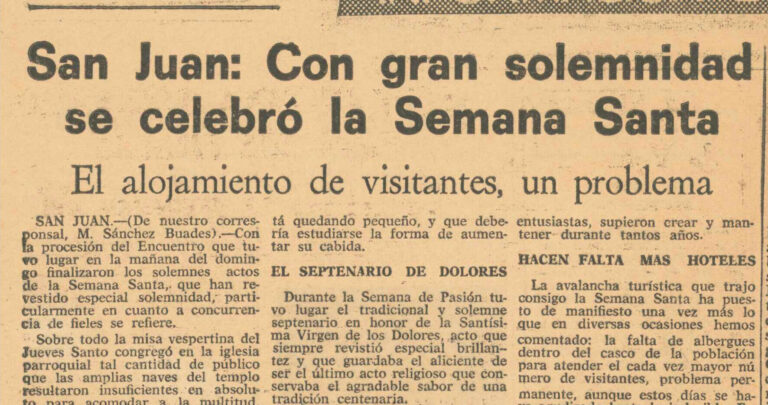 San Juan: Con gran solemnidad
se celebró la Semana Santa
El alojamiento de visitantes, un problema
SAN JUAN.—(De nuestro corres-
ponsal, M. Sánchez Buades).—Con
la procesión del Encuentro que tu-
vo lugar en la mañana del domin-
go finalizaron los solemnes actos
de la Semana Santa, que han re-
vestido especial solemnidad, parti-
cularmente en cuanto a concurren-
cia de fieles se refiere.
Sobre todo la misa vespertina del
Jueves Santo congregó en la iglesia
parroquial tal cantidad de público
que las amplias naves del templo
resultaron insuficientes en absolu-
to para acomodar a la multitud
tá quedando pequeño, y que debe-
ría estudiarse la forma de aumen-
tar su cabida.
EL SEPTENARIO DE DOLORES
Durante la Semana de Pasión tu-
vo lugar el tradicional y solemne
septenario en honor de la Santísi-
ma Virgen de los Dolores, acto que
siempre revistió especial brillan-
tez y que guardaba el aliciente de
ser el último acto religioso que con-
servaba el agradable sabor de una
tradición centenaria.
entusiastas, supieron crear y man-
tener durante tantos años.
HACEN FALTA MAS HOTELES
La avalancha turística que trajo
consigo la Semana Santa ha pues-
to de manifiesto una vez más lo
que en diversas ocasiones hemos
comentado: la falta de albergues
dentro del casco de la población
para atender el cada vez mayor nú
mero de visitantes, problema per-
manente, aunque estos días se ha-